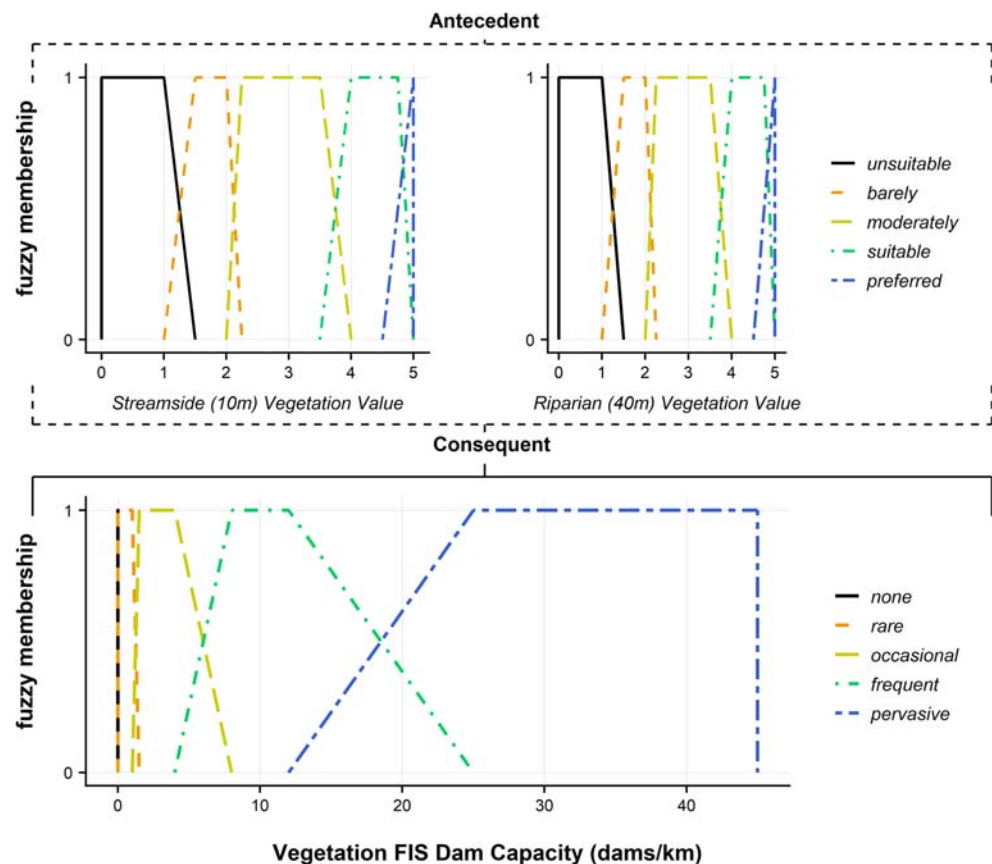 Antecedent
fuzzy membership
1
0
0 1 2 3 4 5
Streamside (10m) Vegetation Value
1
0
0 1 2 3 4 5
Riparian (40m) Vegetation Value
unsuitable
barely
moderately
suitable
preferred
Consequent
fuzzy membership
1
0
0 10 20 30 40
Vegetation FIS Dam Capacity (dams/km)
none
rare
occasional
frequent
pervasive